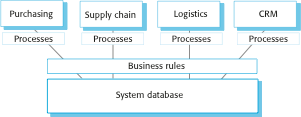 Purchasing
Supply chain
Logistics
CRM
Processes
Processes
Processes
Processes
Business rules
System database